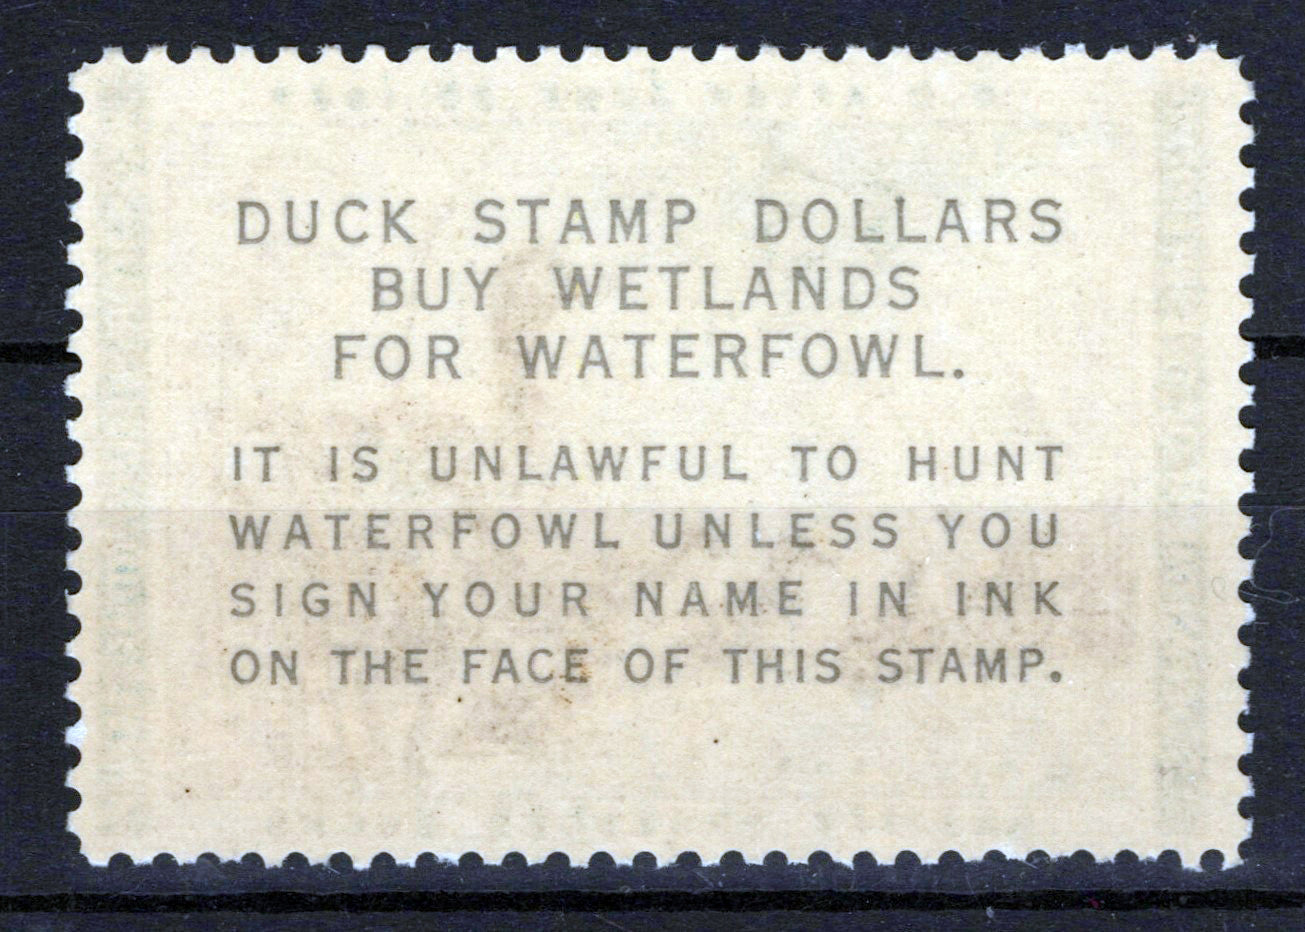 DUCK STAMP DOLLARS
BUY WETLANDS
FOR WATERFOWL.
IT IS UNLAWFUL TO HUNT
WATERFOWL UNLESS YOU
SIGN YOUR NAME IN INK
ON THE FACE OF THIS STAMP.